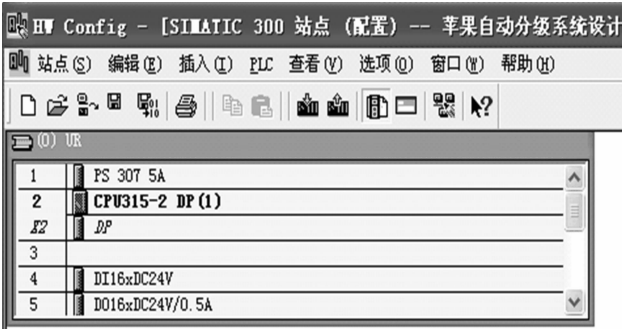 HW Config - [SIMATIC 300 站点 (配置) -- 苹果自动分级系统设计
站点(S) 编辑(E) 插入(I) PLC 查看(V) 选项(O) 窗口(W) 帮助(H)
(0) UR
1 PS 307 5A
2 CPU315-2 DP(1)
X2 DP
3
4 DI16xDC24V
5 DO16xDC24V/0.5A